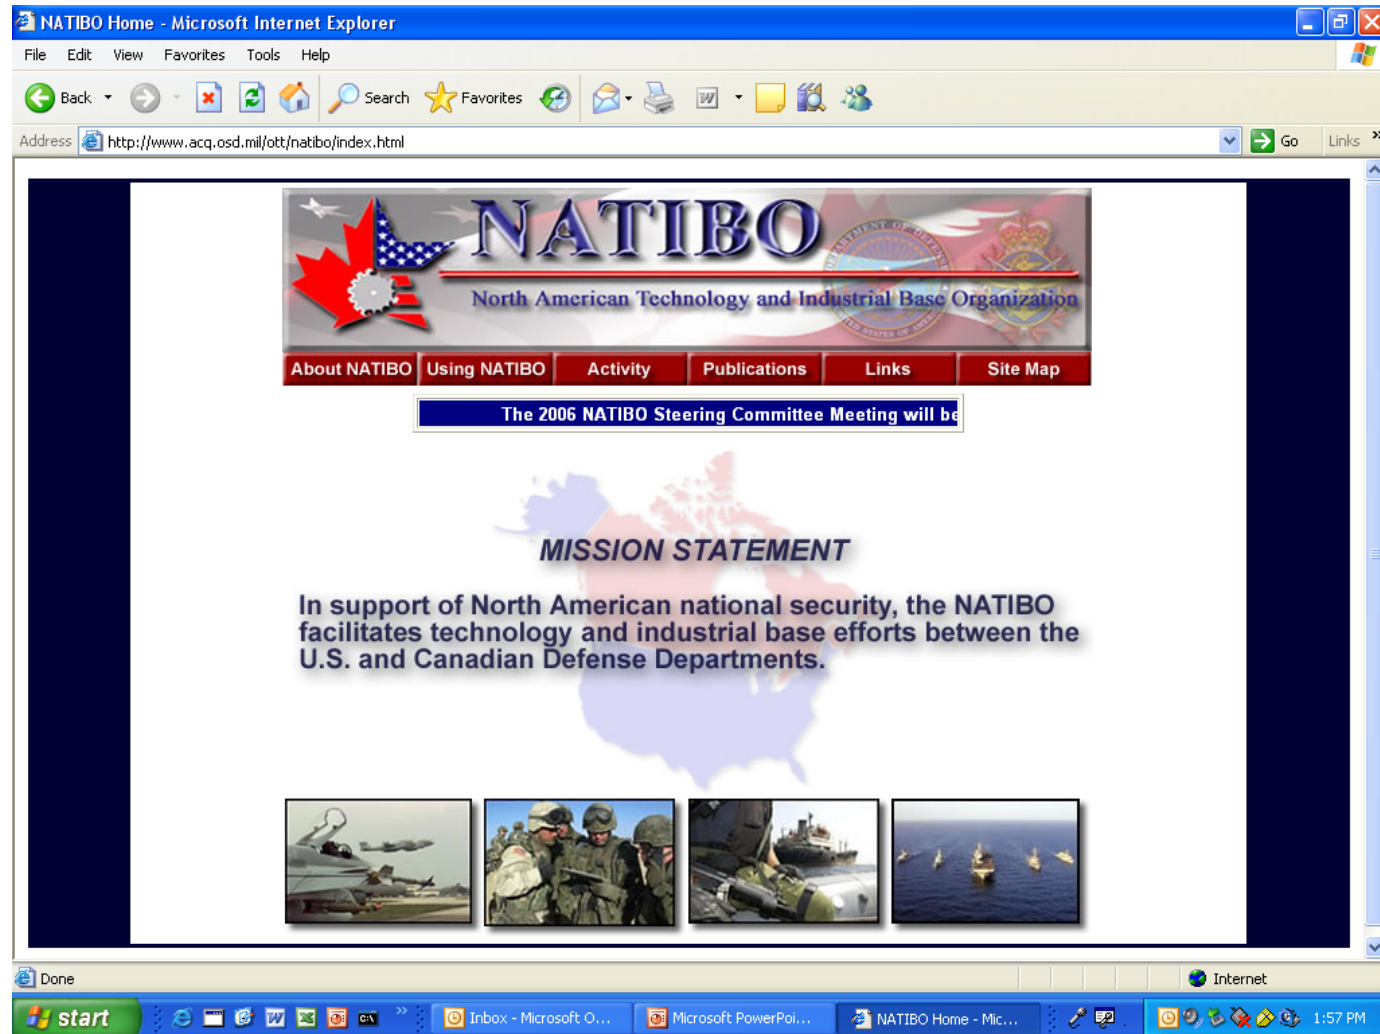 NATIBO Home - Microsoft Internet Explorer
File Edit View Favorites Tools Help
Back Search Favorites
Address http://www.acq.osd.mil/ott/natibo/index.html Go Links »
NATIBO
North American Technology and Industrial Base Organization
About NATIBO Using NATIBO Activity Publications Links Site Map
The 2006 NATIBO Steering Committee Meeting will be
MISSION STATEMENT
In support of North American national security, the NATIBO
facilitates technology and industrial base efforts between the
U.S. and Canadian Defense Departments.
Done Internet
start Inbox - Microsoft O... Microsoft PowerPoi... NATIBO Home - Mic... 1:57 PM